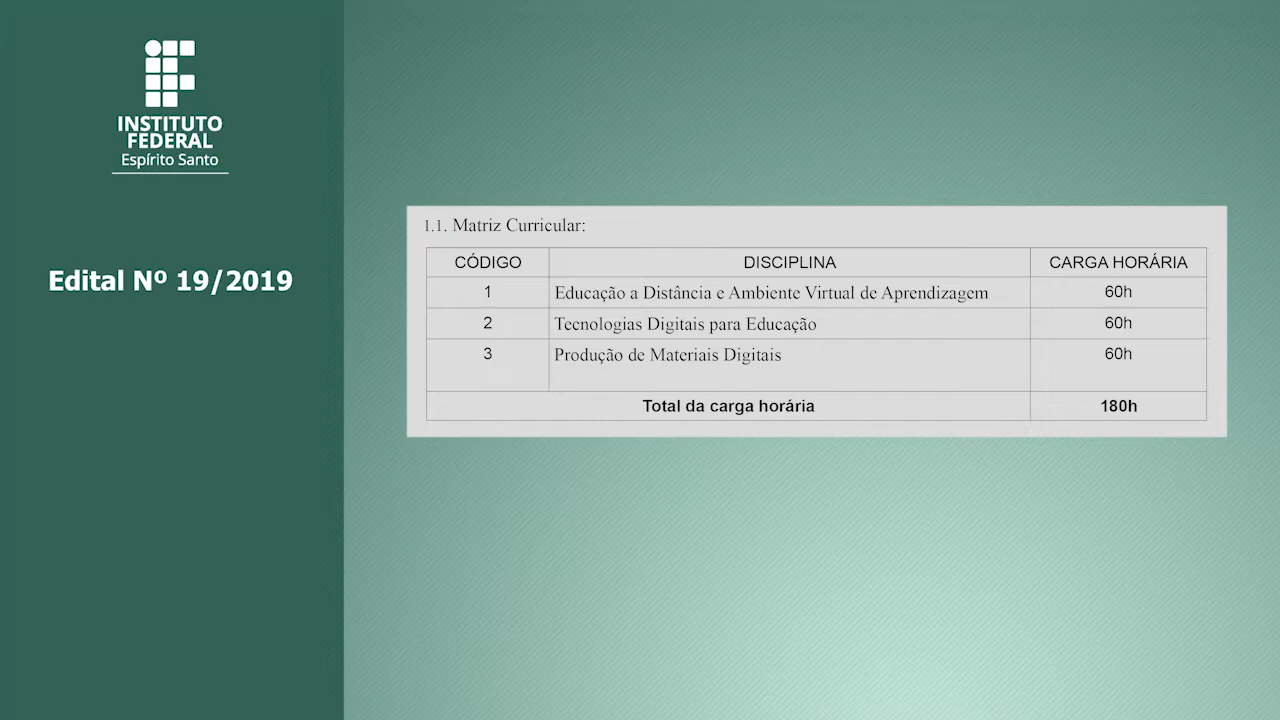 INSTITUTO
FEDERAL
Espírito Santo
Edital Nº 19/2019
1.1. Matriz Curricular:
CÓDIGO DISCIPLINA CARGA HORÁRIA
1 Educação a Distância e Ambiente Virtual de Aprendizagem 60h
2 Tecnologias Digitais para Educação 60h
3 Produção de Materiais Digitais 60h
Total da carga horária 180h